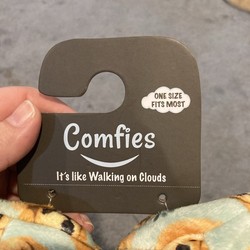 ONE SIZE
FITS MOST
Comfies
It's like Walking on Clouds